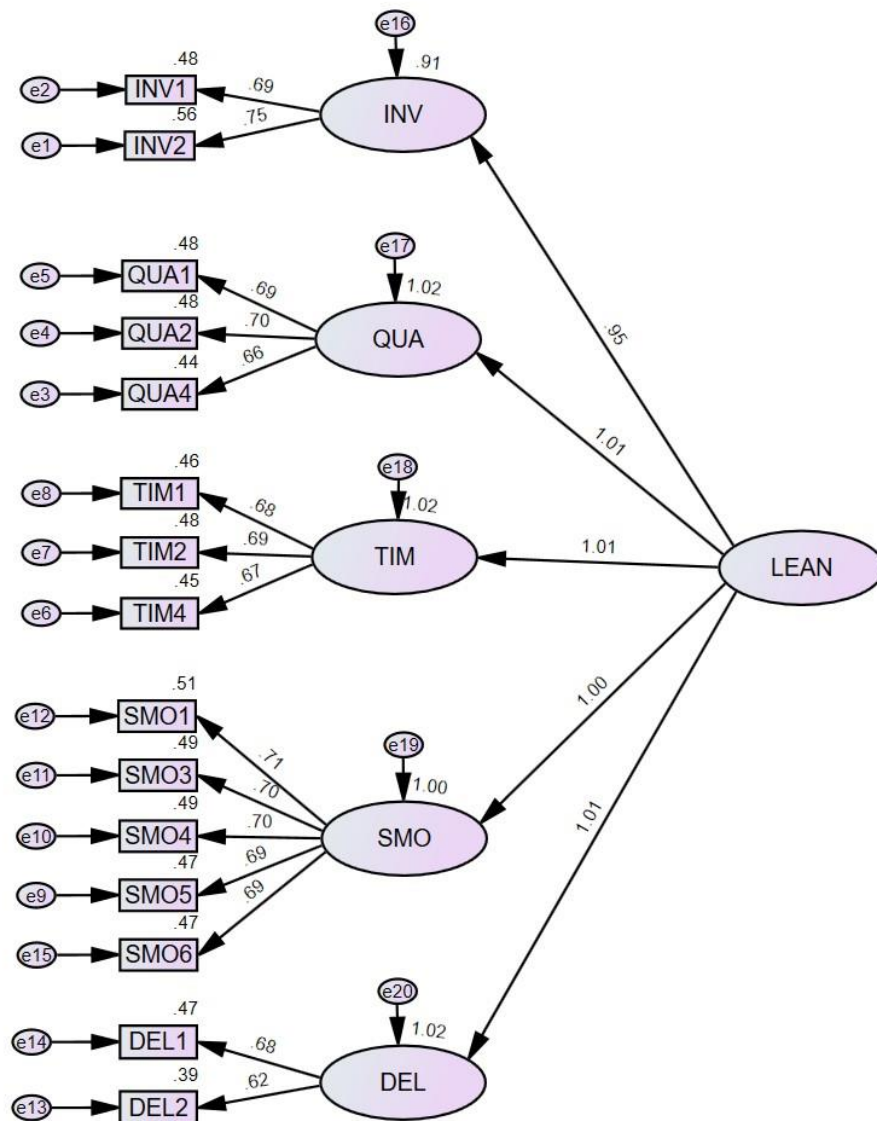 e16
.48
.91
e2
INV1
.69
INV
.56
.75
e1
INV2
.48
e17
e5
QUA1
.69
1.02
.48
e4
QUA2
.70
QUA
.95
.44
.66
e3
QUA4
1.01
.46
e18
e8
TIM1
.68
1.02
.48
e7
TIM2
.69
TIM
1.01
LEAN
.45
.67
e6
TIM4
.51
1.00
e12
SMO1
.71
e19
.49
e11
SMO3
.70
1.00
.49
e10
SMO4
.70
SMO
1.01
.47
.69
e9
SMO5
.69
.47
e15
SMO6
.47
e20
e14
DEL1
.68
1.02
.39
.62
DEL
e13
DEL2